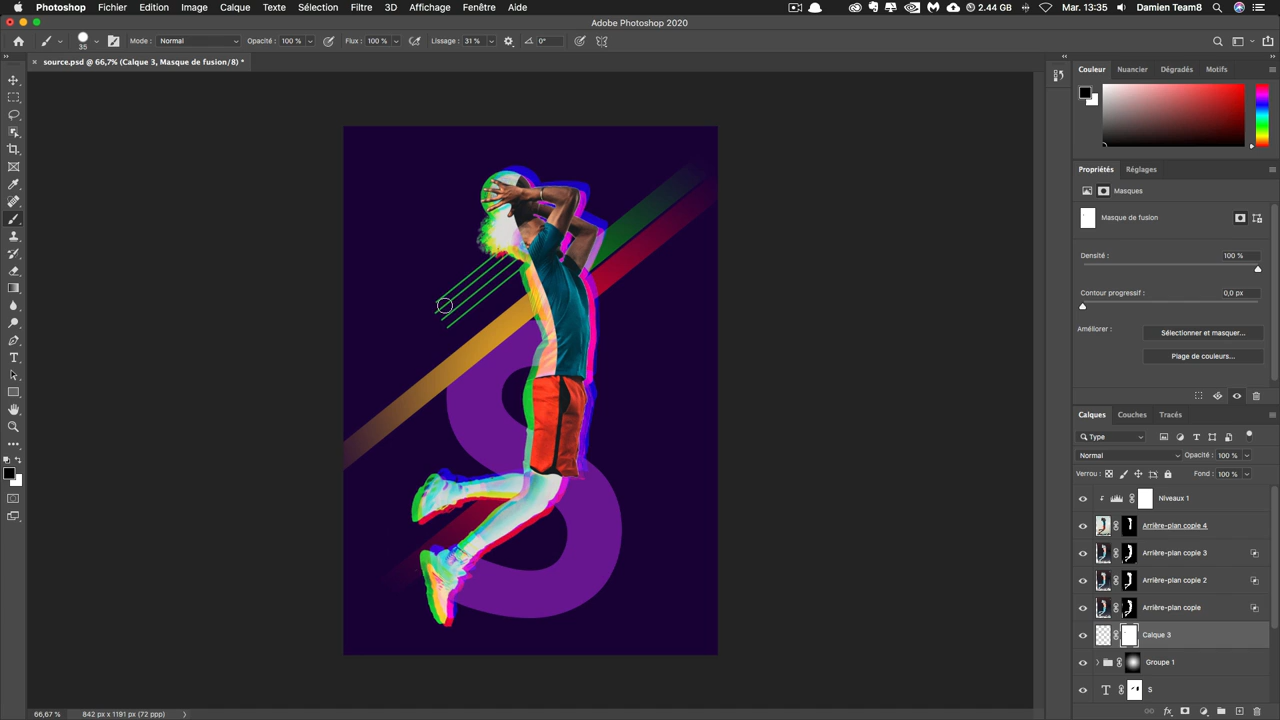 Photoshop Fichier Edition Image Calque Texte Sélection Filtre 3D Affichage Fenêtre Aide 2.44 GB Mar. 13:35 Damien Team8
Adobe Photoshop 2020
35 Mode : Normal Opacité : 100 % Flux : 100 % Lissage : 31 % 0°
source.psd @ 66,7% (Calque 3, Masque de fusion/8) *
Couleur Nuancier Dégradés Motifs
Propriétés Réglages
Masques
Masque de fusion
Densité : 100 %
Contour progressif : 0,0 px
Améliorer :
Sélectionner et masquer...
Plage de couleurs...
Calques Couches Tracés
Type
Normal Opacité : 100 %
Verrou : Fond : 100 %
Niveaux 1
Arrière-plan copie 4
Arrière-plan copie 3
Arrière-plan copie 2
Arrière-plan copie
Calque 3
Groupe 1
T S
S
66,67 % 842 px x 1191 px (72 ppp)